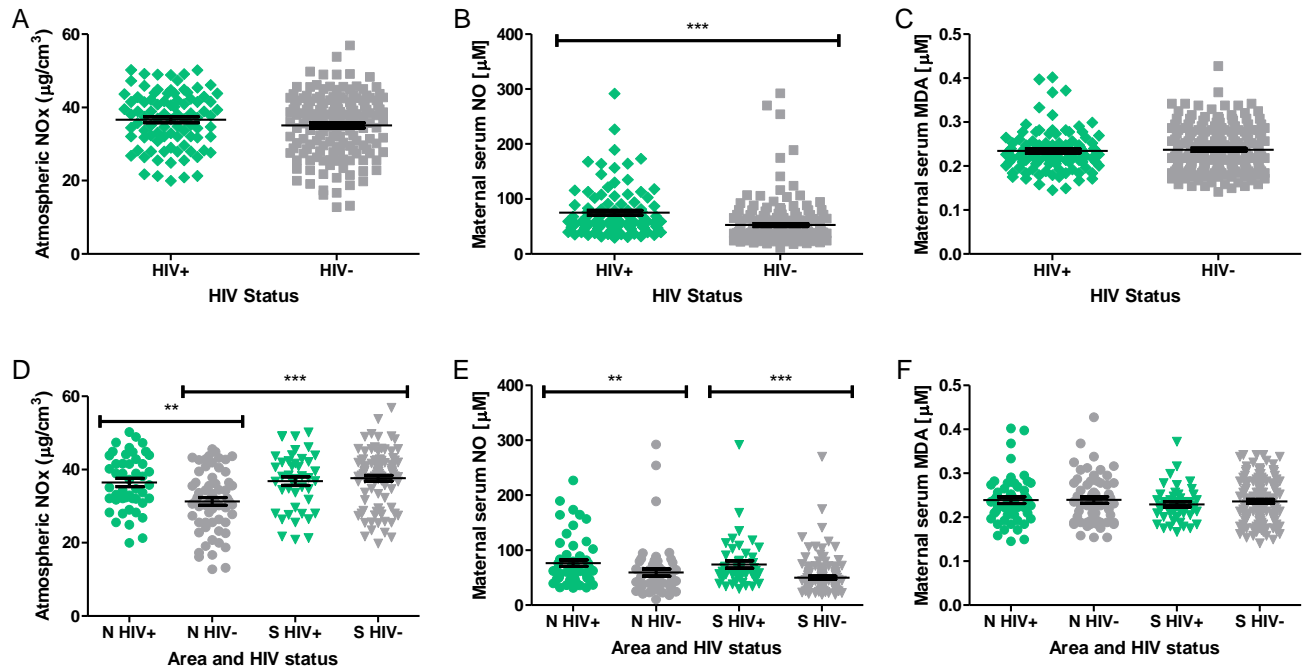 A
Atmospheric NOx (μg/cm³)
60
40
20
0
HIV+ HIV-
HIV Status
B
Maternal serum NO [μM]
400
300
200
100
0
***
HIV+ HIV-
HIV Status
C
Maternal serum MDA [μM]
0.5
0.4
0.3
0.2
0.1
0.0
HIV+ HIV-
HIV Status
D
Atmospheric NOx (μg/cm³)
60
40
20
0
***
**
N HIV+ N HIV- S HIV+ S HIV-
Area and HIV status
E
Maternal serum NO [μM]
400
300
200
100
0
** ***
N HIV+ N HIV- S HIV+ S HIV-
Area and HIV status
F
Maternal serum MDA [μM]
0.5
0.4
0.3
0.2
0.1
0.0
N HIV+ N HIV- S HIV+ S HIV-
Area and HIV status